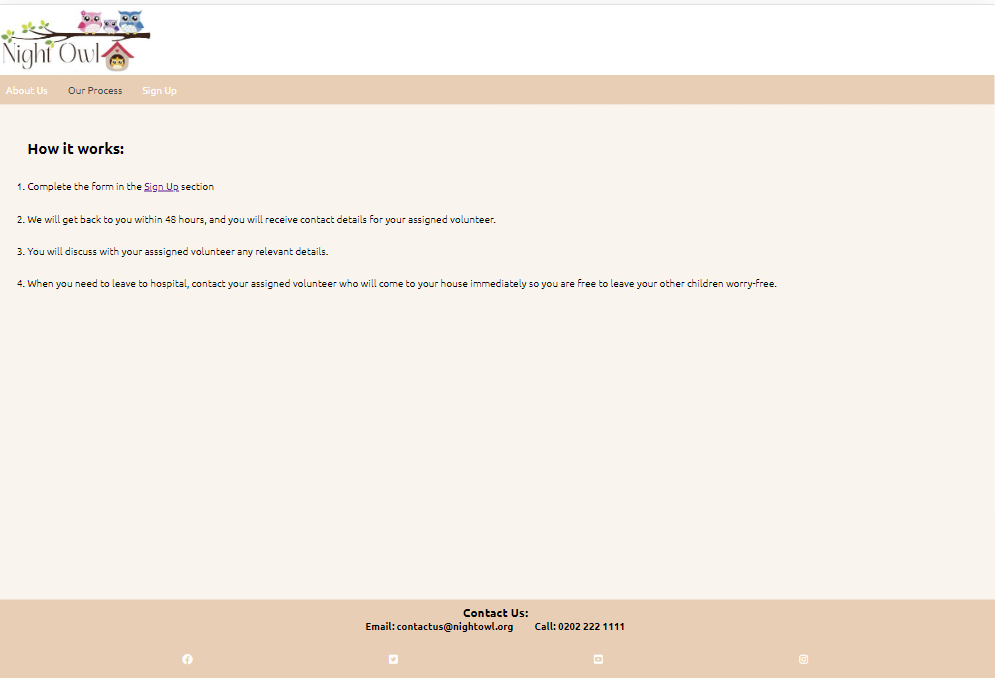 Night Owl
About Us Our Process Sign Up
How it works:
1. Complete the form in the Sign Up section
2. We will get back to you within 48 hours, and you will receive contact details for your assigned volunteer.
3. You will discuss with your asssigned volunteer any relevant details.
4. When you need to leave to hospital, contact your assigned volunteer who will come to your house immediately so you are free to leave your other children worry-free.
Contact Us:
Email: contactus@nightowl.org Call: 0202 222 1111